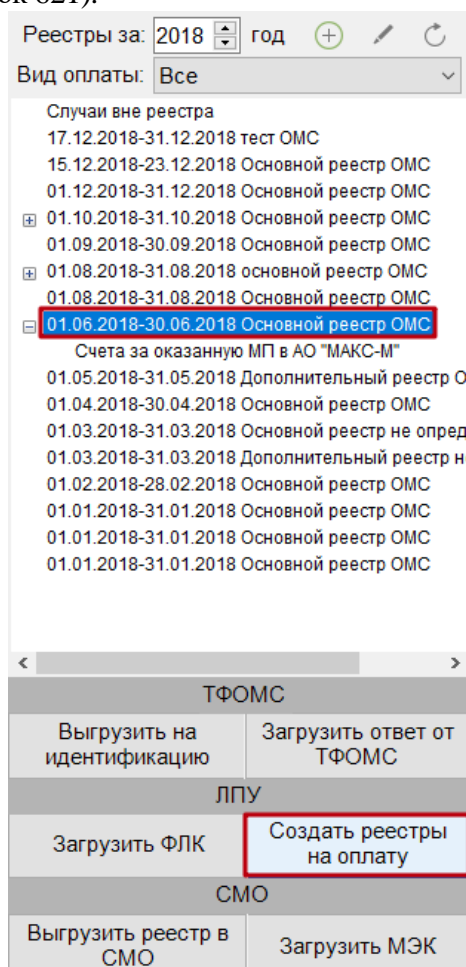 Реестры за: 2018 год
Вид оплаты: Все
Случаи вне реестра
17.12.2018-31.12.2018 тест ОМС
15.12.2018-23.12.2018 Основной реестр ОМС
01.12.2018-31.12.2018 Основной реестр ОМС
01.10.2018-31.10.2018 Основной реестр ОМС
01.09.2018-30.09.2018 Основной реестр ОМС
01.08.2018-31.08.2018 основной реестр ОМС
01.08.2018-31.08.2018 Основной реестр ОМС
01.06.2018-30.06.2018 Основной реестр ОМС
Счета за оказанную МП в АО "МАКС-М"
01.05.2018-31.05.2018 Дополнительный реестр О
01.04.2018-30.04.2018 Основной реестр ОМС
01.03.2018-31.03.2018 Основной реестр не опред
01.03.2018-31.03.2018 Дополнительный реестр н
01.02.2018-28.02.2018 Основной реестр ОМС
01.01.2018-31.01.2018 Основной реестр ОМС
01.01.2018-31.01.2018 Основной реестр ОМС
01.01.2018-31.01.2018 Основной реестр ОМС
ТФОМС
Выгрузить на
идентификацию
Загрузить ответ от
ТФОМС
ЛПУ
Загрузить ФЛК
Создать реестры
на оплату
СМО
Выгрузить реестр в
СМО
Загрузить МЭК